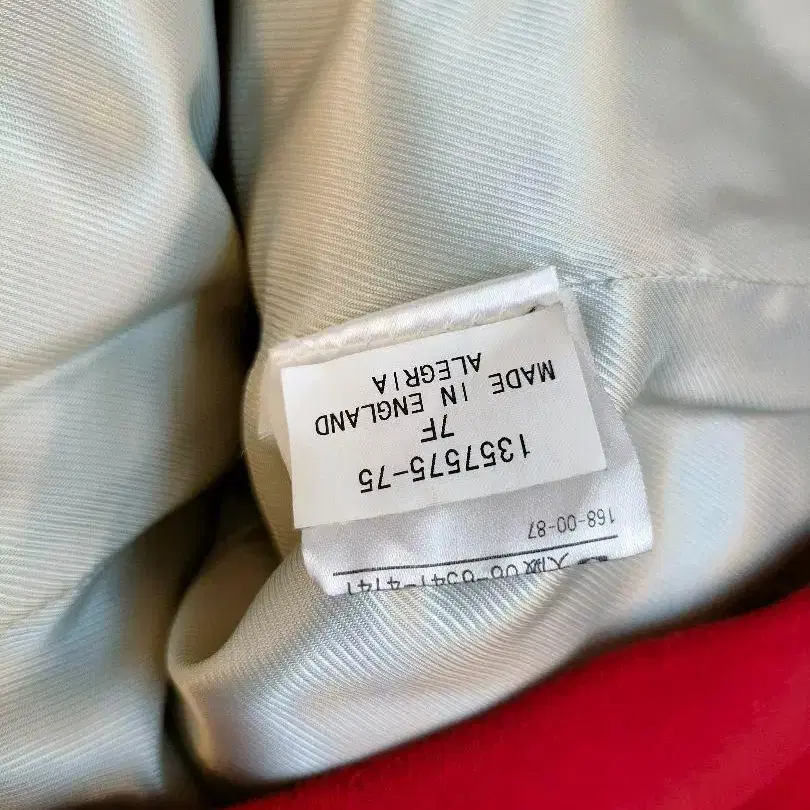 168-00-87
1357575-75
7F
MADE IN ENGLAND
ALEGRIA